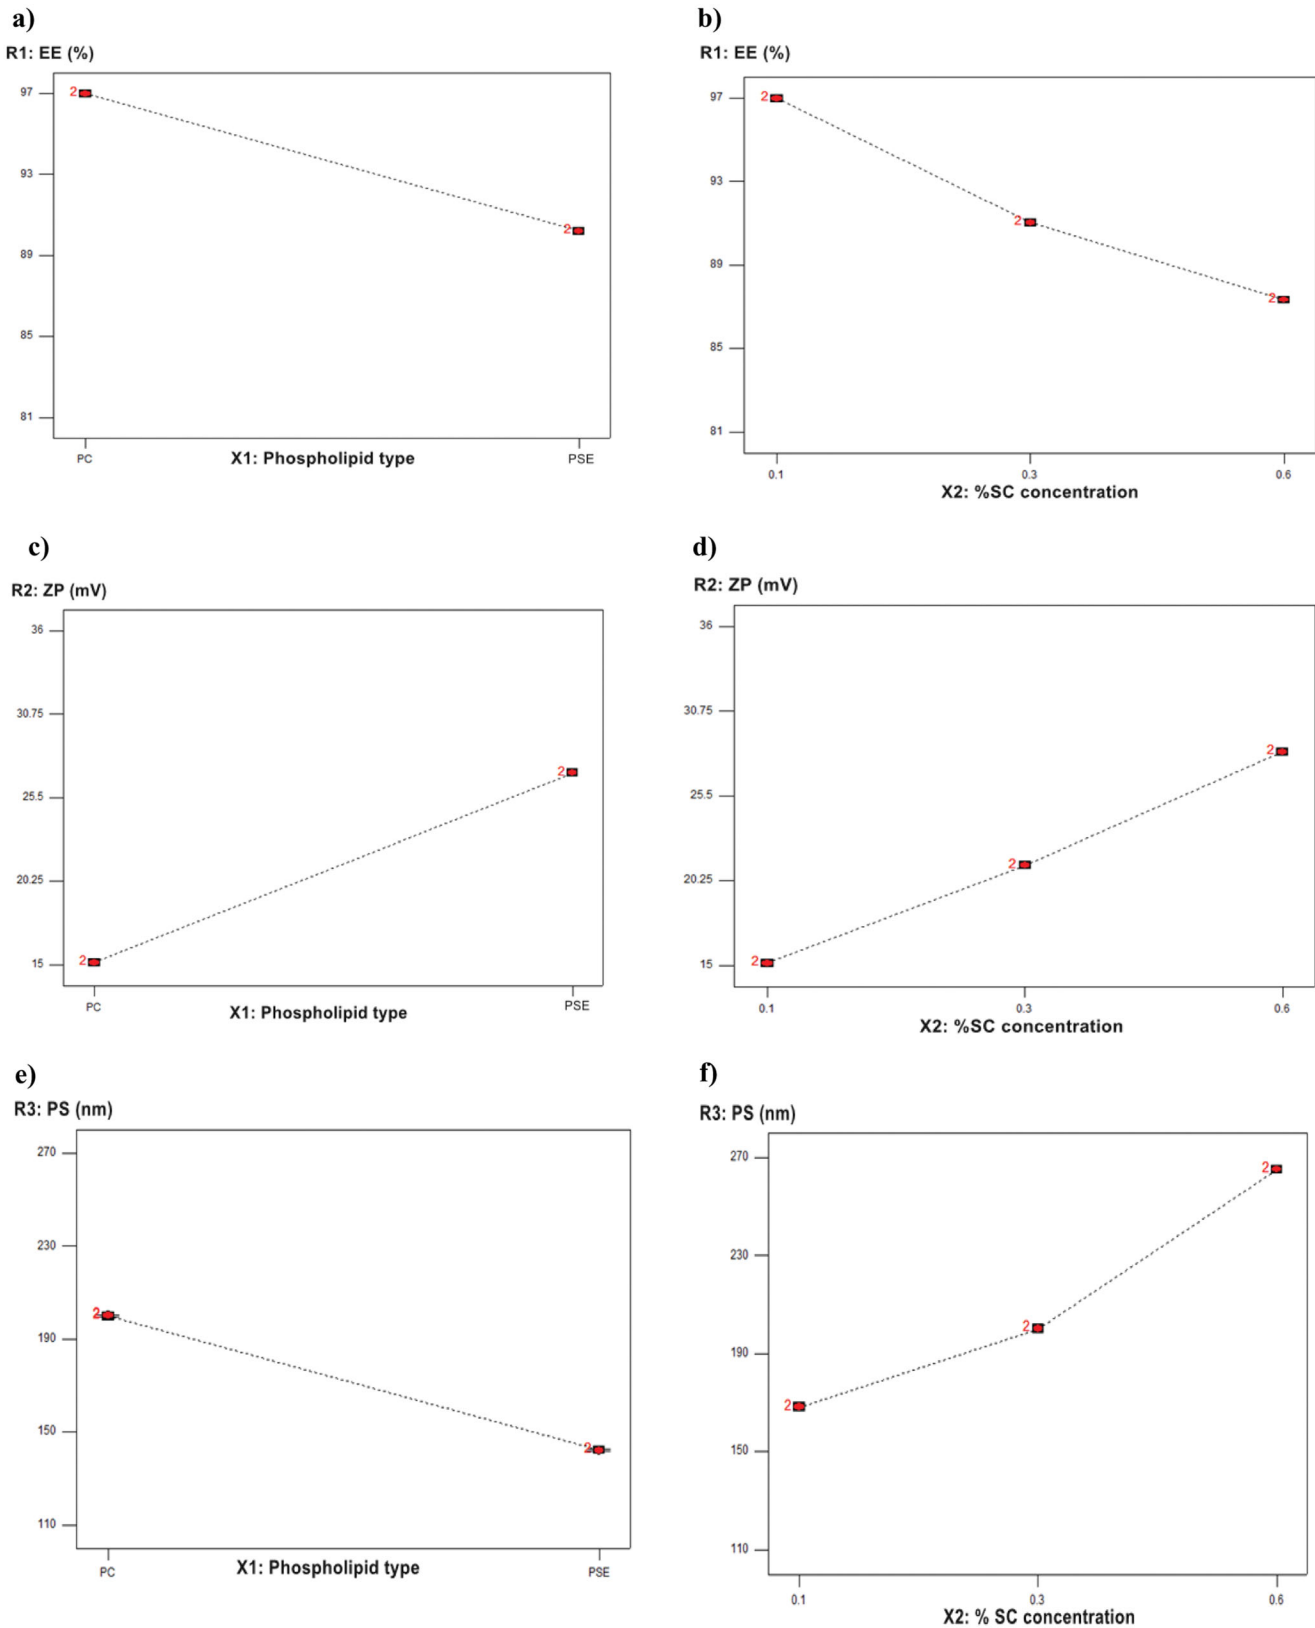 a)
R1: EE (%)
97
93
89
85
81
2
2
PC
PSE
X1: Phospholipid type
b)
R1: EE (%)
97
93
89
85
81
2
2
2
0.1
0.3
0.6
X2: %SC concentration
c)
R2: ZP (mV)
36
30.75
25.5
20.25
15
2
2
PC
PSE
X1: Phospholipid type
d)
R2: ZP (mV)
36
30.75
25.5
20.25
15
2
2
2
0.1
0.3
0.6
X2: %SC concentration
e)
R3: PS (nm)
270
230
190
150
110
2
2
PC
PSE
X1: Phospholipid type
f)
R3: PS (nm)
270
230
190
150
110
2
2
2
0.1
0.3
0.6
X2: % SC concentration